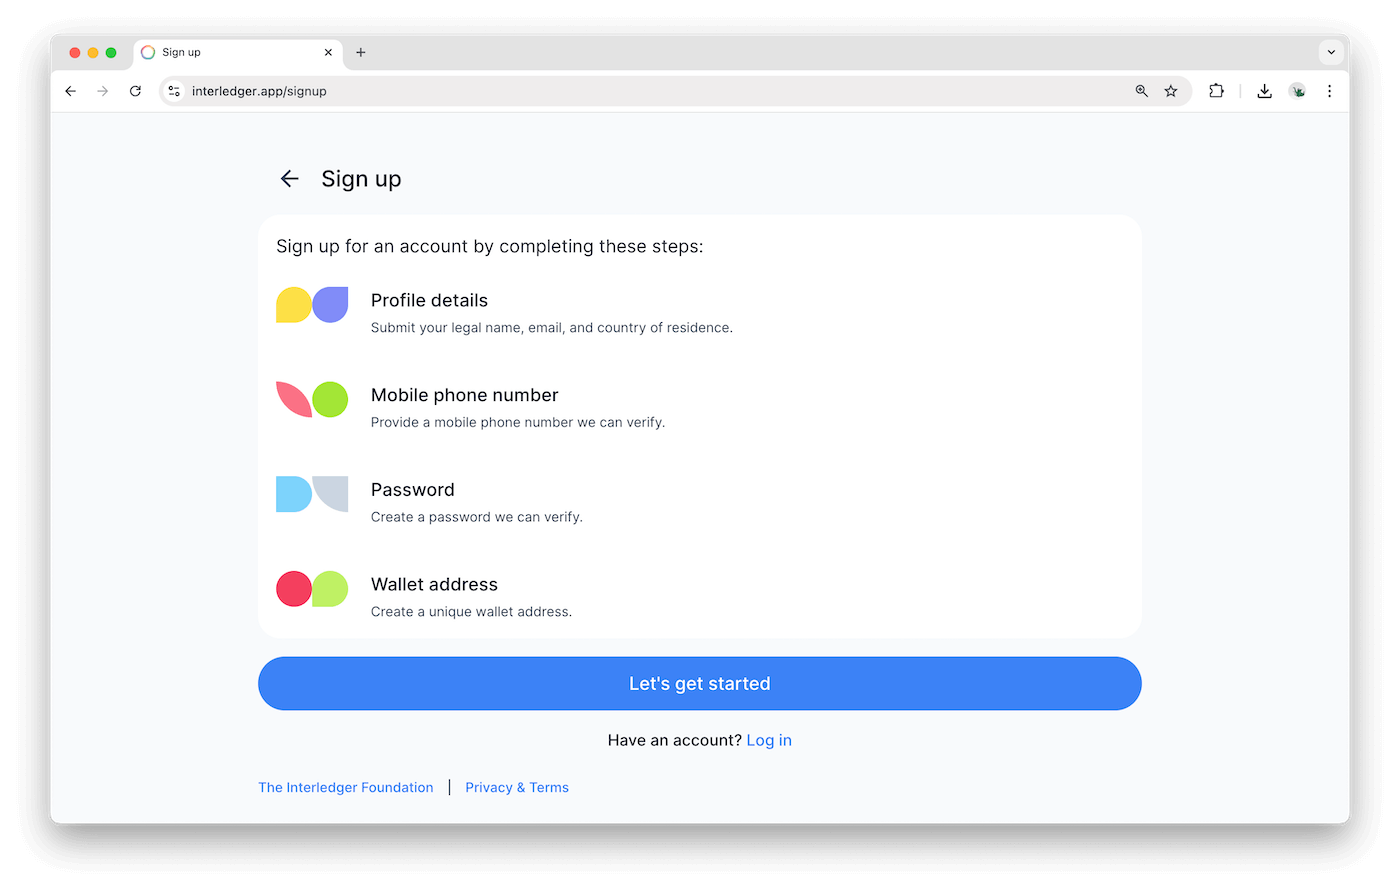 Sign up
interledger.app/signup
Sign up
Sign up for an account by completing these steps:
Profile details
Submit your legal name, email, and country of residence.
Mobile phone number
Provide a mobile phone number we can verify.
Password
Create a password we can verify.
Wallet address
Create a unique wallet address.
Let's get started
Have an account? Log in
The Interledger Foundation | Privacy & Terms